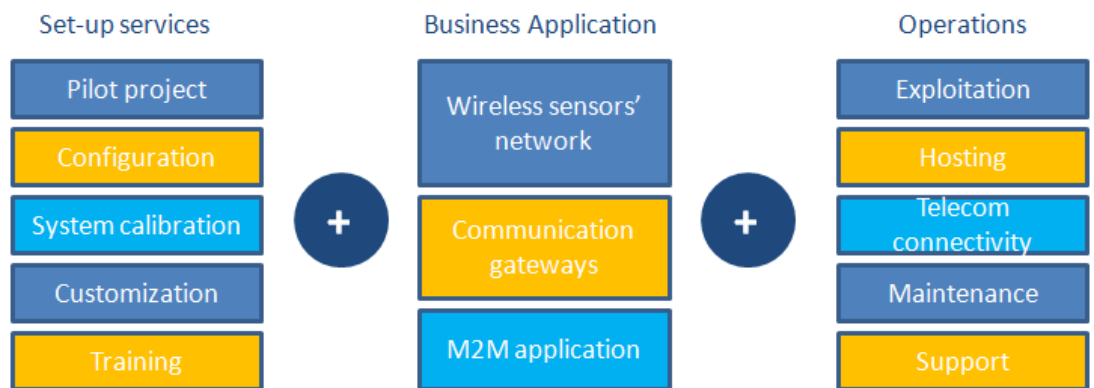 Set-up services
Pilot project
Configuration
System calibration
Customization
Training
+
Business Application
Wireless sensors’
network
Communication
gateways
M2M application
+
Operations
Exploitation
Hosting
Telecom
connectivity
Maintenance
Support